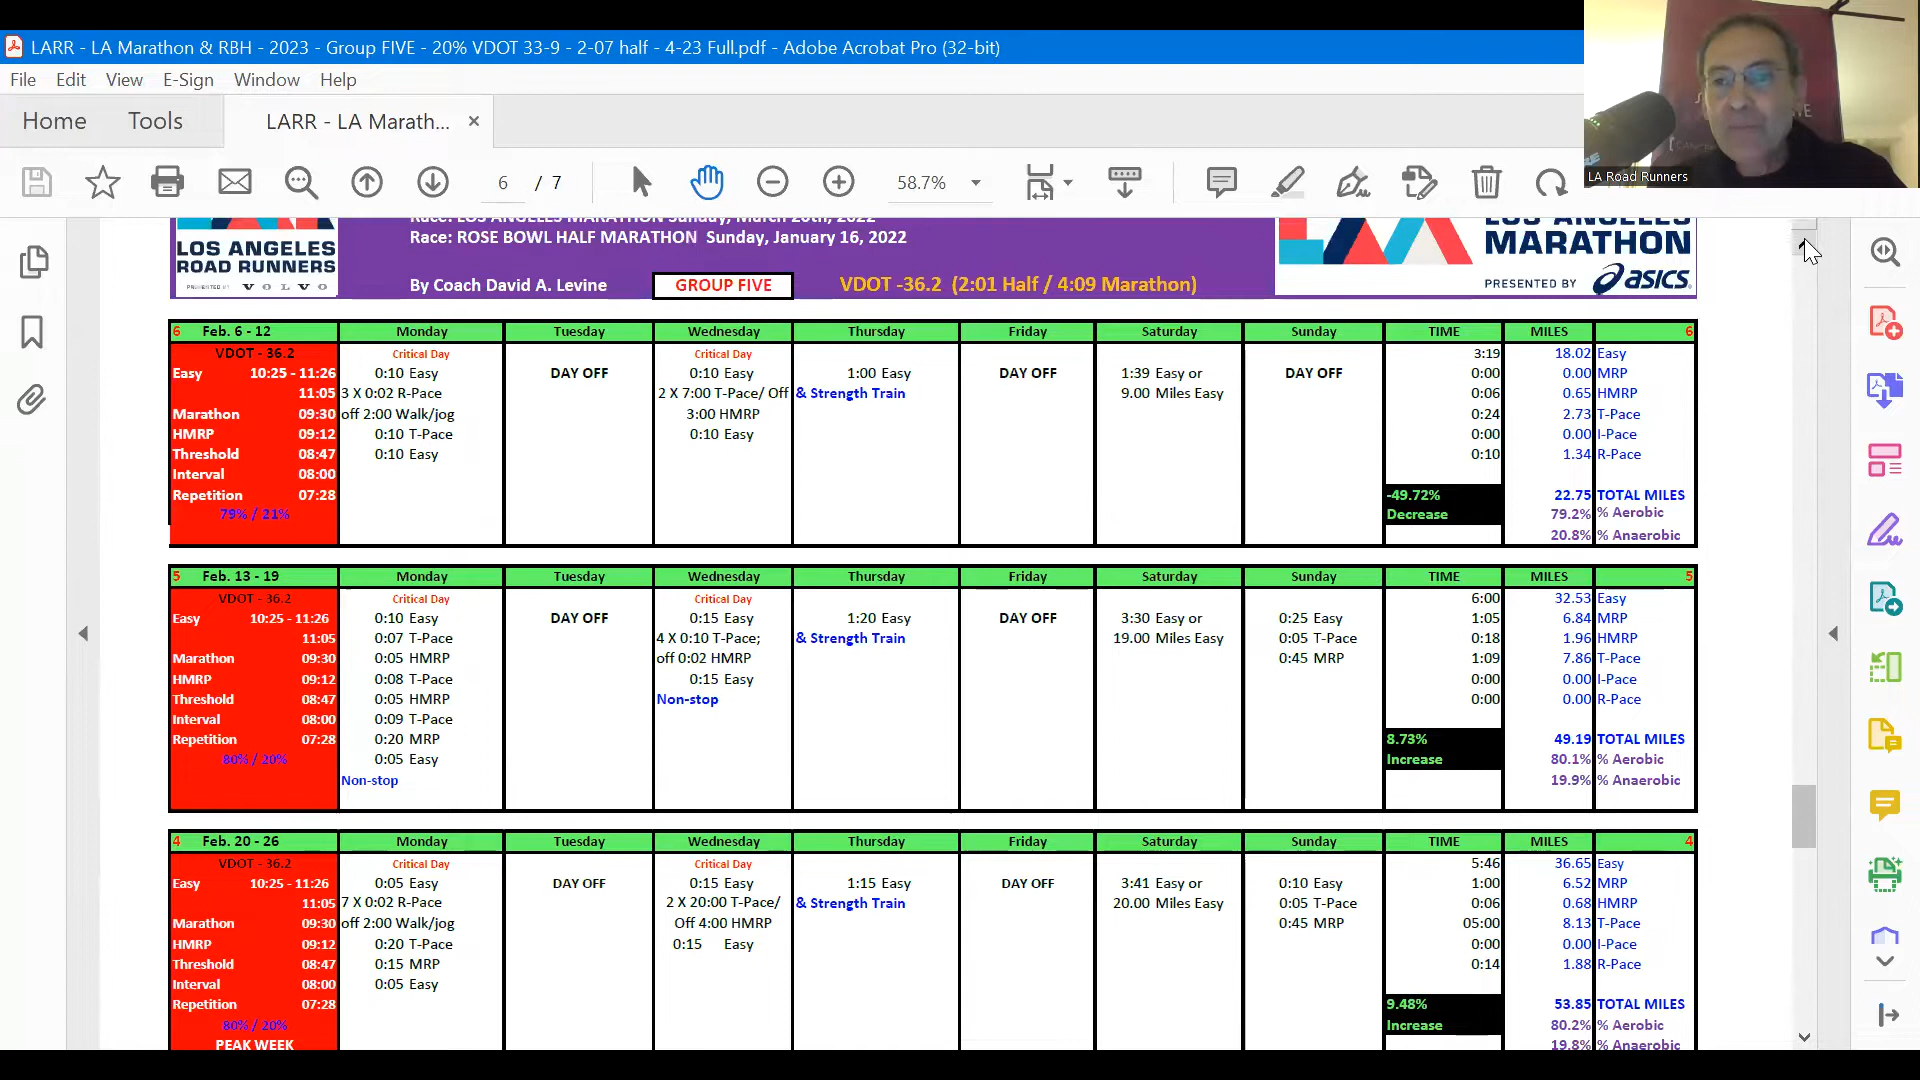 LARR - LA Marathon & RBH - 2023 - Group FIVE - 20% VDOT 33-9 - 2-07 half - 4-23 Full.pdf - Adobe Acrobat Pro (32-bit)
File Edit View E-Sign Window Help
Home Tools LARR - LA Marath... ×
6 / 7 58.7%
LA Road Runners
Race: LOS ANGELES MARATHON Sunday, March 20th, 2022
Race: ROSE BOWL HALF MARATHON Sunday, January 16, 2022
By Coach David A. Levine GROUP FIVE VDOT -36.2 (2:01 Half / 4:09 Marathon)
LOS ANGELES
ROAD RUNNERS
PRESENTED BY VOLVO
LOS ANGELES
MARATHON
PRESENTED BY asics
6 Feb. 6 - 12 Monday Tuesday Wednesday Thursday Friday Saturday Sunday TIME MILES 6
VDOT - 36.2 Critical Day Critical Day 3:19 18.02 Easy
Easy 10:25 - 11:26 0:10 Easy DAY OFF 0:10 Easy 1:00 Easy DAY OFF 1:39 Easy or DAY OFF 0:00 0.00 MRP
11:05 3 X 0:02 R-Pace 2 X 7:00 T-Pace/ Off & Strength Train 9.00 Miles Easy 0:06 0.65 HMRP
Marathon 09:30 off 2:00 Walk/jog 3:00 HMRP 0:24 2.73 T-Pace
HMRP 09:12 0:10 T-Pace 0:10 Easy 0:00 0.00 I-Pace
Threshold 08:47 0:10 Easy 0:10 1.34 R-Pace
Interval 08:00
Repetition 07:28 -49.72% 22.75 TOTAL MILES
79% / 21% Decrease 79.2% % Aerobic
20.8% % Anaerobic
5 Feb. 13 - 19 Monday Tuesday Wednesday Thursday Friday Saturday Sunday TIME MILES 5
VDOT - 36.2 Critical Day Critical Day 6:00 32.53 Easy
Easy 10:25 - 11:26 0:10 Easy DAY OFF 0:15 Easy 1:20 Easy DAY OFF 3:30 Easy or 0:25 Easy 1:05 6.84 MRP
11:05 0:07 T-Pace 4 X 0:10 T-Pace; & Strength Train 19.00 Miles Easy 0:05 T-Pace 0:18 1.96 HMRP
Marathon 09:30 0:05 HMRP off 0:02 HMRP 0:45 MRP 1:09 7.86 T-Pace
HMRP 09:12 0:08 T-Pace 0:15 Easy 0:00 0.00 I-Pace
Threshold 08:47 0:05 HMRP Non-stop 0:00 0.00 R-Pace
Interval 08:00 0:09 T-Pace
Repetition 07:28 0:20 MRP 8.73% 49.19 TOTAL MILES
80% / 20% 0:05 Easy Increase 80.1% % Aerobic
Non-stop 19.9% % Anaerobic
4 Feb. 20 - 26 Monday Tuesday Wednesday Thursday Friday Saturday Sunday TIME MILES 4
VDOT - 36.2 Critical Day Critical Day 5:46 36.65 Easy
Easy 10:25 - 11:26 0:05 Easy DAY OFF 0:15 Easy 1:15 Easy DAY OFF 3:41 Easy or 0:10 Easy 1:00 6.52 MRP
11:05 7 X 0:02 R-Pace 2 X 20:00 T-Pace/ & Strength Train 20.00 Miles Easy 0:05 T-Pace 0:06 0.68 HMRP
Marathon 09:30 off 2:00 Walk/jog Off 4:00 HMRP 0:45 MRP 05:00 8.13 T-Pace
HMRP 09:12 0:20 T-Pace 0:15 Easy 0:00 0.00 I-Pace
Threshold 08:47 0:15 MRP 0:14 1.88 R-Pace
Interval 08:00 0:05 Easy
Repetition 07:28 9.48% 53.85 TOTAL MILES
80% / 20% Increase 80.2% % Aerobic
PEAK WEEK 19.8% % Anaerobic